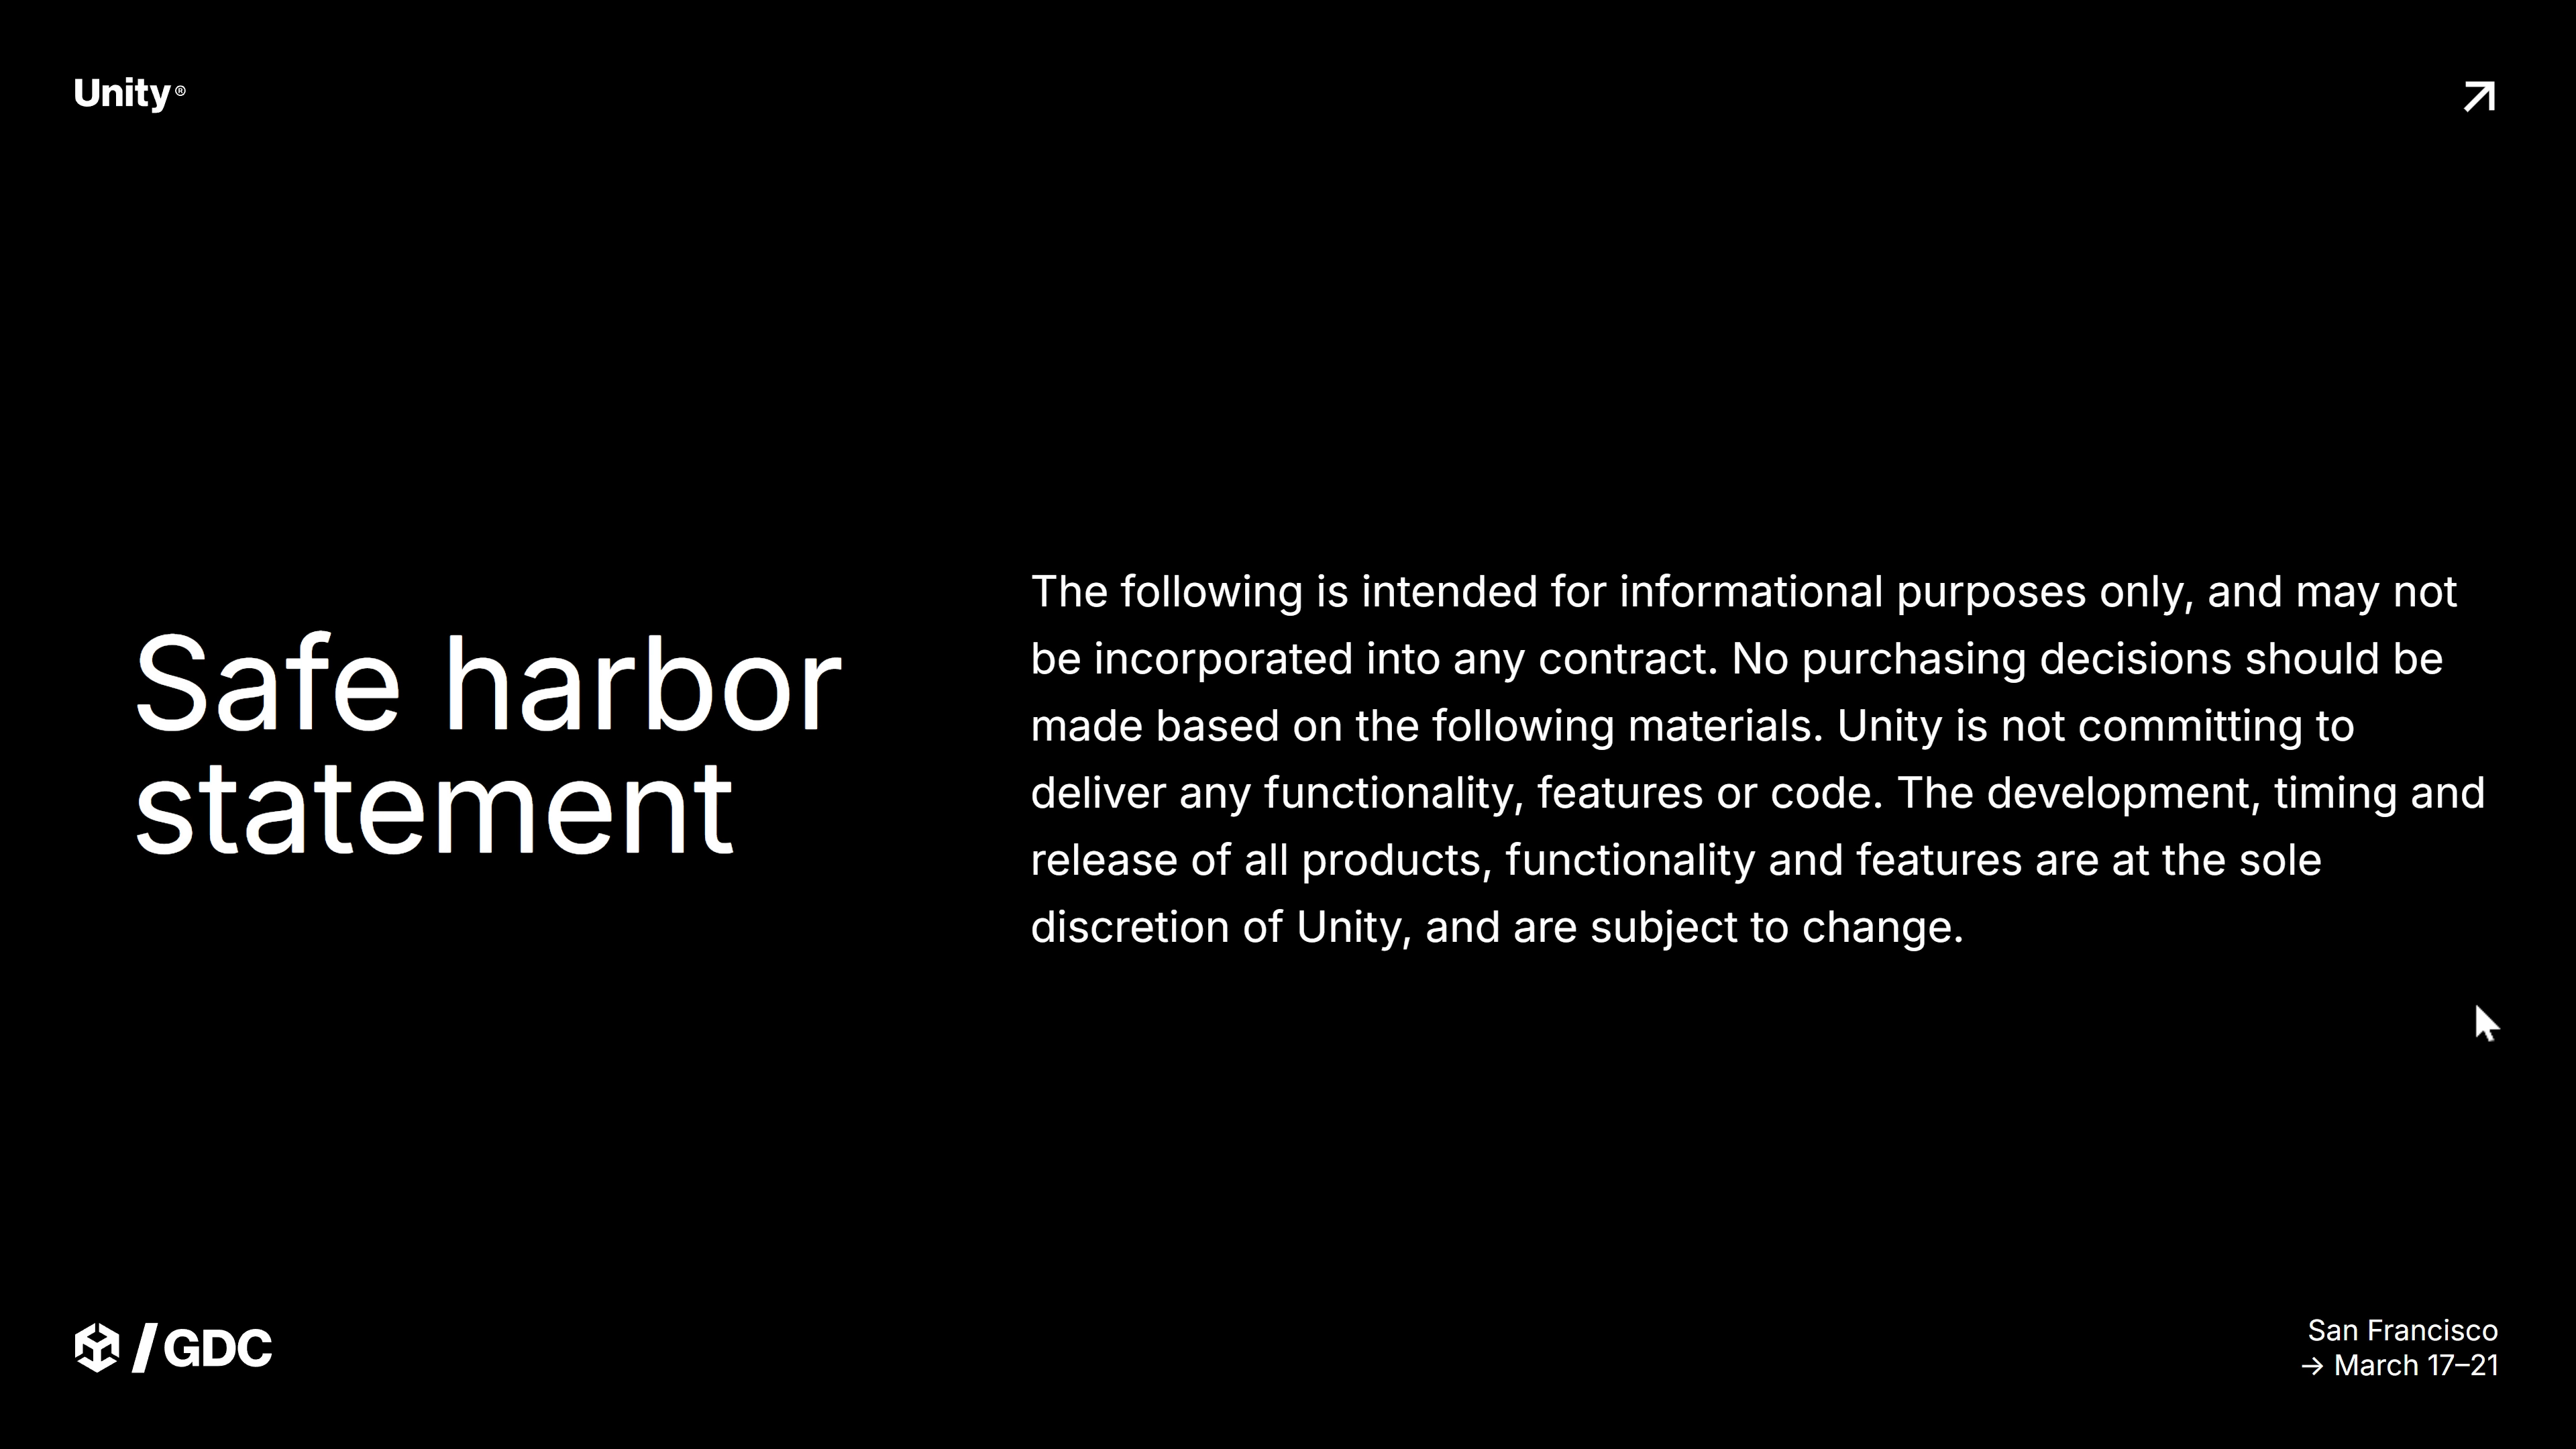 Unity®
Safe harbor
statement
The following is intended for informational purposes only, and may not
be incorporated into any contract. No purchasing decisions should be
made based on the following materials. Unity is not committing to
deliver any functionality, features or code. The development, timing and
release of all products, functionality and features are at the sole
discretion of Unity, and are subject to change.
/GDC
San Francisco
→ March 17–21